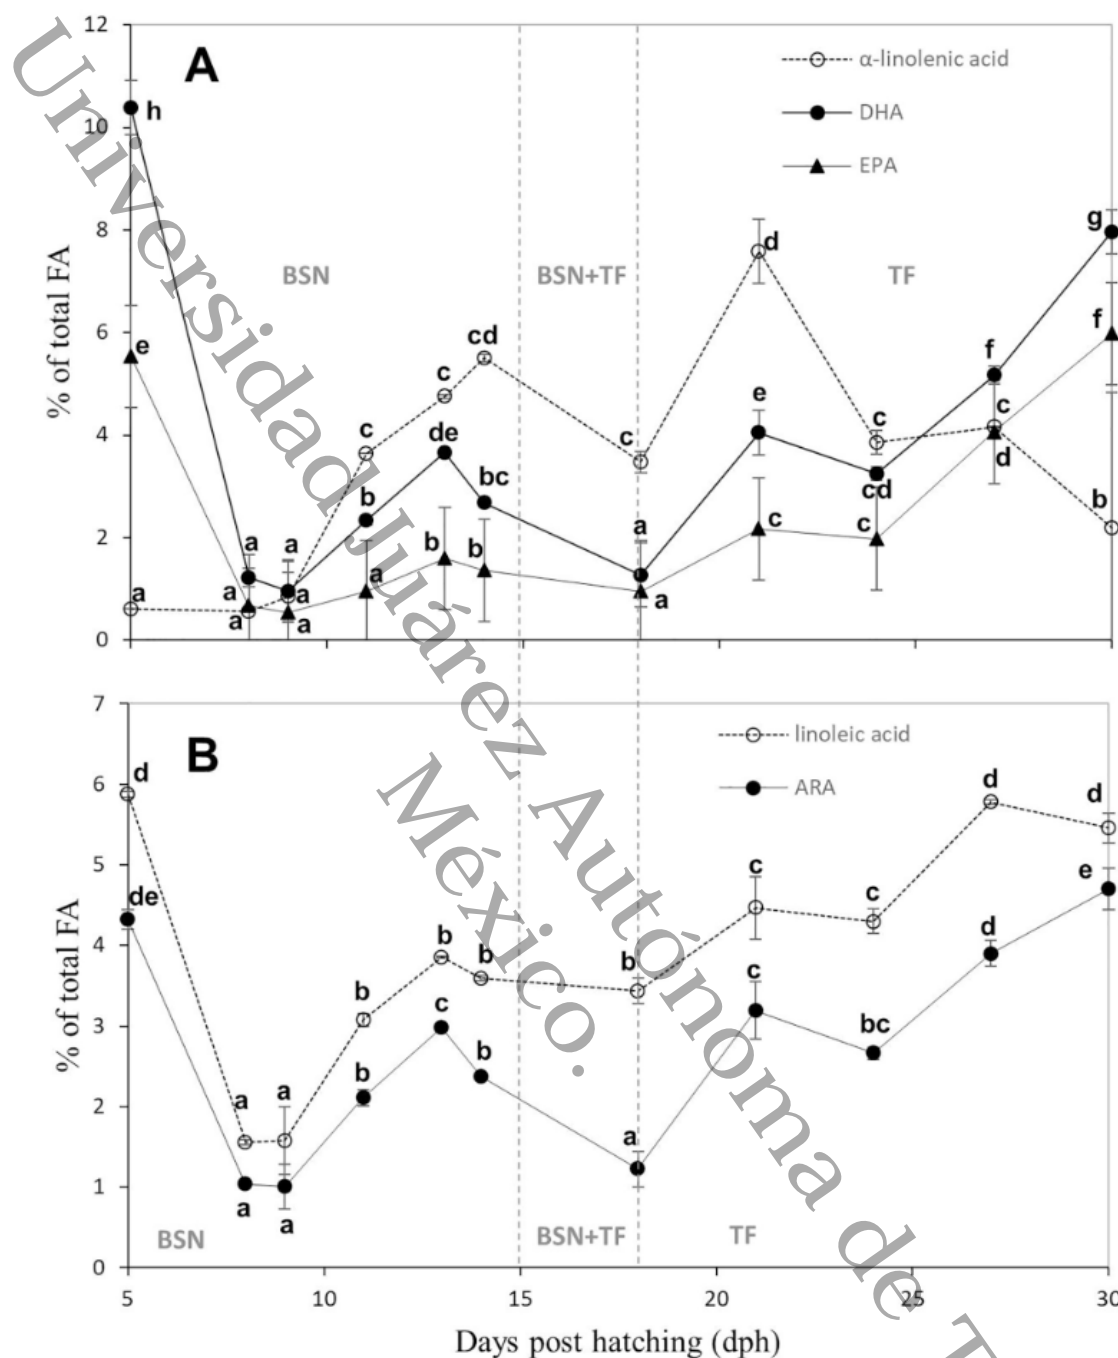 12
10
8
6
4
2
0
% of total FA
A
α-linolenic acid
DHA
EPA
BSN
BSN+TF
TF
h
e
a
a
a
a
a
a
a
c
b
a
c
de
b
cd
bc
b
c
a
a
d
e
c
c
cd
c
f
c
d
g
f
b
7
6
5
4
3
2
1
0
% of total FA
B
linoleic acid
ARA
d
de
a
a
a
a
b
b
b
c
b
b
b
a
c
c
c
bc
d
d
d
e
BSN
BSN+TF
TF
5
10
15
20
25
30
Days post hatching (dph)
Universidad Juárez Autónoma de T
México.